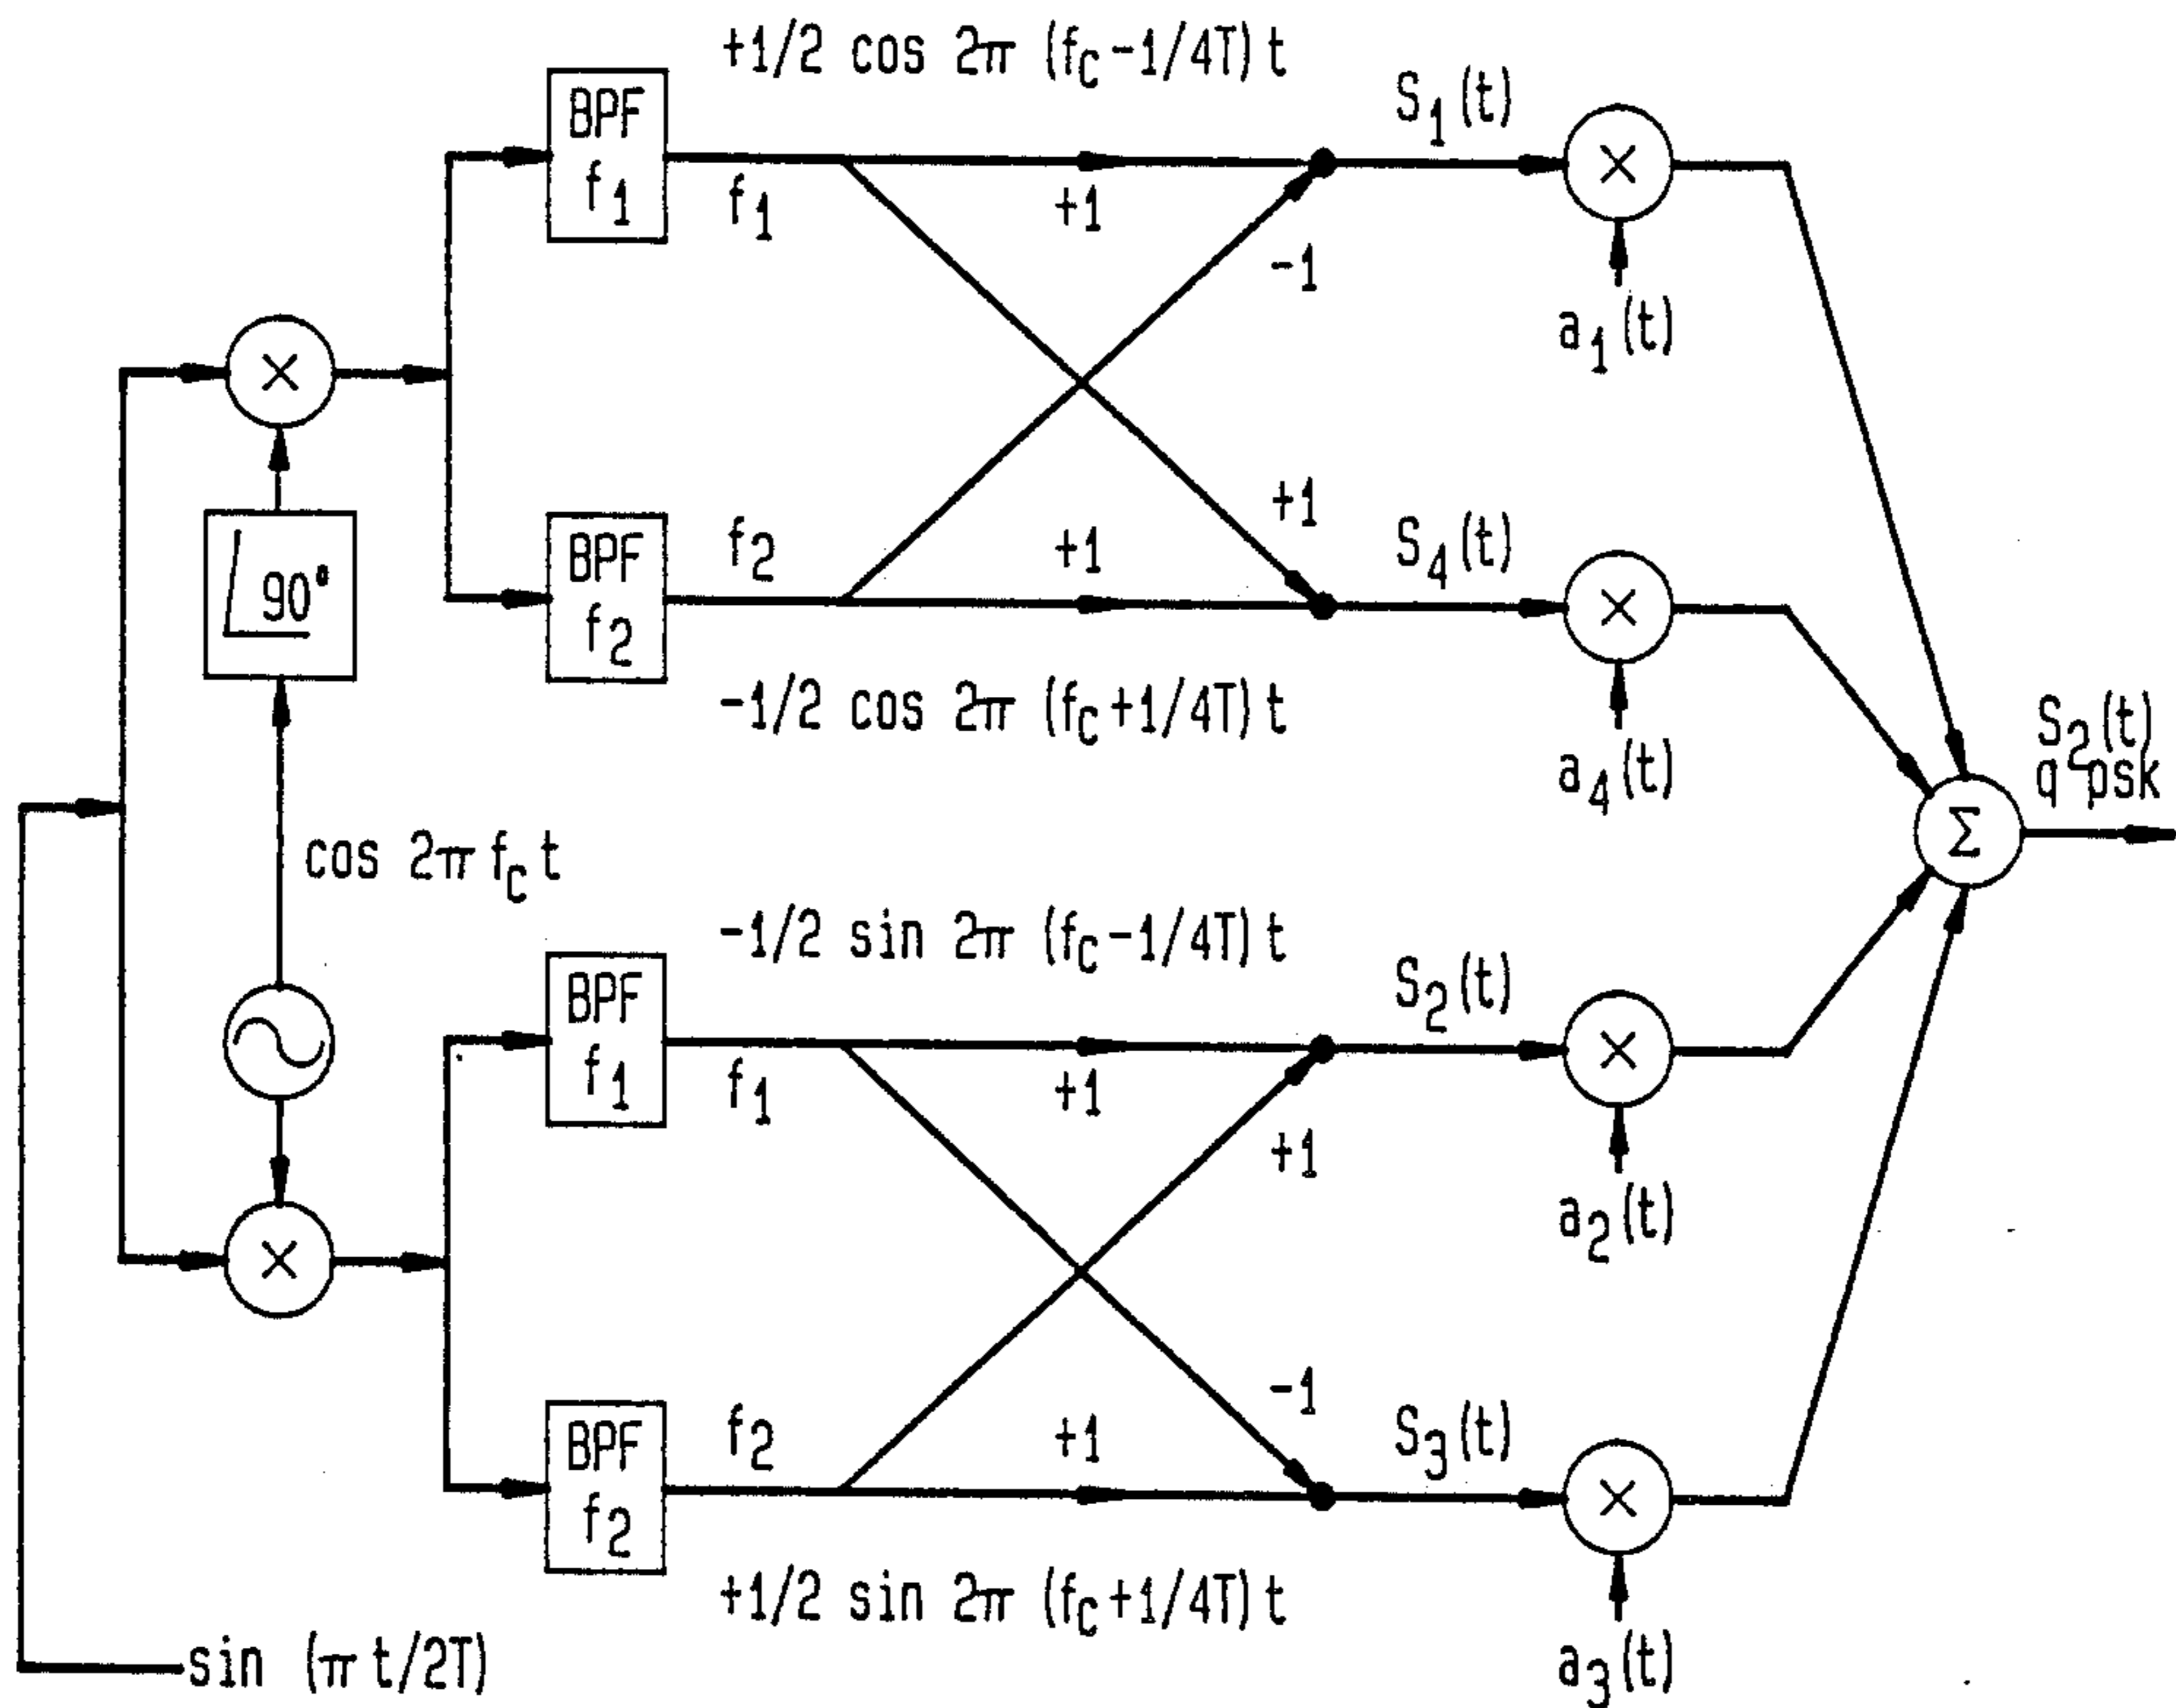 +1/2 cos 2π (fC-1/4T) t
BPF
f1
f1
+1
-1
S1(t)
×
a1(t)
×
90°
BPF
f2
f2
+1
+1
S4(t)
×
a4(t)
-1/2 cos 2π (fC+1/4T) t
cos 2π fC t
S2(t)
q psk
Σ
-1/2 sin 2π (fC-1/4T) t
BPF
f1
f1
+1
+1
S2(t)
×
a2(t)
×
BPF
f2
f2
+1
-1
S3(t)
×
a3(t)
+1/2 sin 2π (fC+1/4T) t
sin (π t/2T)